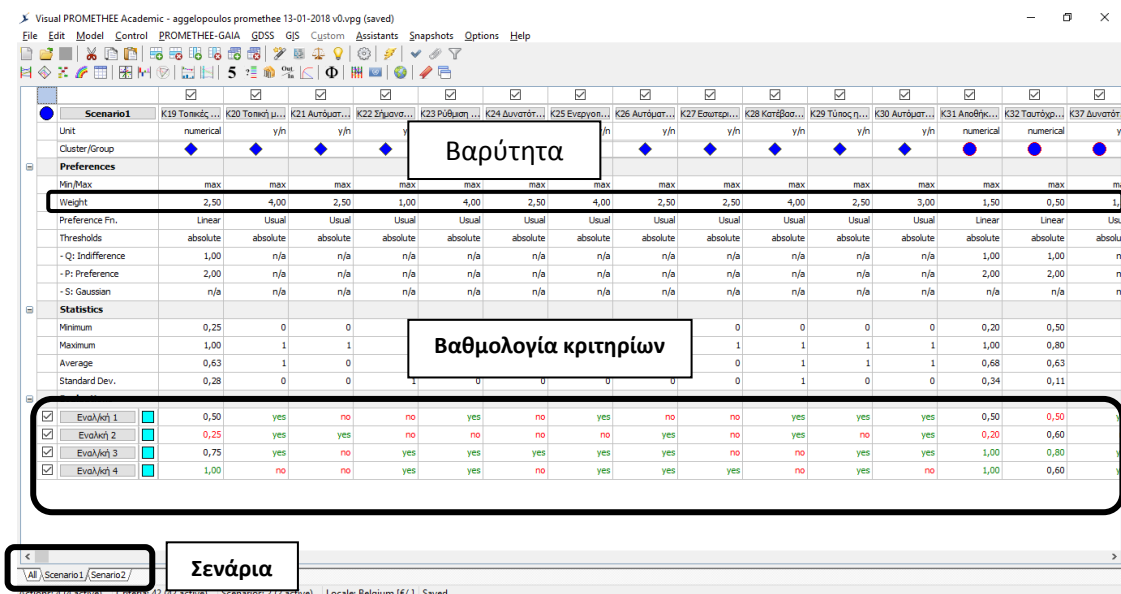 Visual PROMETHEE Academic - aggelopoulos promethee 13-01-2018 v0.vpg (saved)
File Edit Model Control PROMETHEE-GAIA GDSS GIS Custom Assistants Snapshots Options Help
Scenario1 K19 Τοπικές ... K20 Τοπική μ... K21 Αυτόματ... K22 Σήμανσ... K23 Ρύθμιση ... K24 Δυνατότ... K25 Ενεργοπ... K26 Αυτόματ... K27 Εσωτερι... K28 Κατέβασ... K29 Τύπος η... K30 Αυτόματ... K31 Αποθήκ... K32 Ταυτόχρ... K37 Δυνατότ
Unit numerical y/n y/n y/n y/n y/n y/n y/n y/n y/n numerical numerical
Cluster/Group
Βαρύτητα
Preferences
Min/Max max max max max max max max max max max max max max max
Weight 2,50 4,00 2,50 1,00 4,00 2,50 4,00 2,50 2,50 4,00 2,50 3,00 1,50 0,50 1,
Preference Fn. Linear Usual Usual Usual Usual Usual Usual Usual Usual Usual Usual Usual Linear Linear Usu
Thresholds absolute absolute absolute absolute absolute absolute absolute absolute absolute absolute absolute absolute absolute absolute absolu
- Q: Indifference 1,00 n/a n/a n/a n/a n/a n/a n/a n/a n/a n/a n/a 1,00 1,00
- P: Preference 2,00 n/a n/a n/a n/a n/a n/a n/a n/a n/a n/a n/a 2,00 2,00
- S: Gaussian n/a n/a n/a n/a n/a n/a n/a n/a n/a n/a n/a n/a n/a n/a
Statistics
Minimum 0,25 0 0 0 0 0 0 0,20 0,50
Maximum 1,00 1 1 1 1 1 1 1,00 0,80
Βαθμολογία κριτηρίων
Average 0,63 1 0 0 1 1 1 0,68 0,63
Standard Dev. 0,28 0 0 1 0 0 0 0 0 1 0 0 0,34 0,11
Εναλ/κή 1 0,50 yes no no yes no yes no no yes yes yes 0,50 0,50
Εναλκή 2 0,25 yes yes no no no no yes no yes no yes 0,20 0,60
Εναλ/κή 3 0,75 yes no yes yes yes yes yes no no yes yes 1,00 0,80
Εναλ/κή 4 1,00 no no yes yes no yes yes yes no yes no 1,00 0,60
Σενάρια
All Scenario1 Senario2
Locale: Belgium Saved